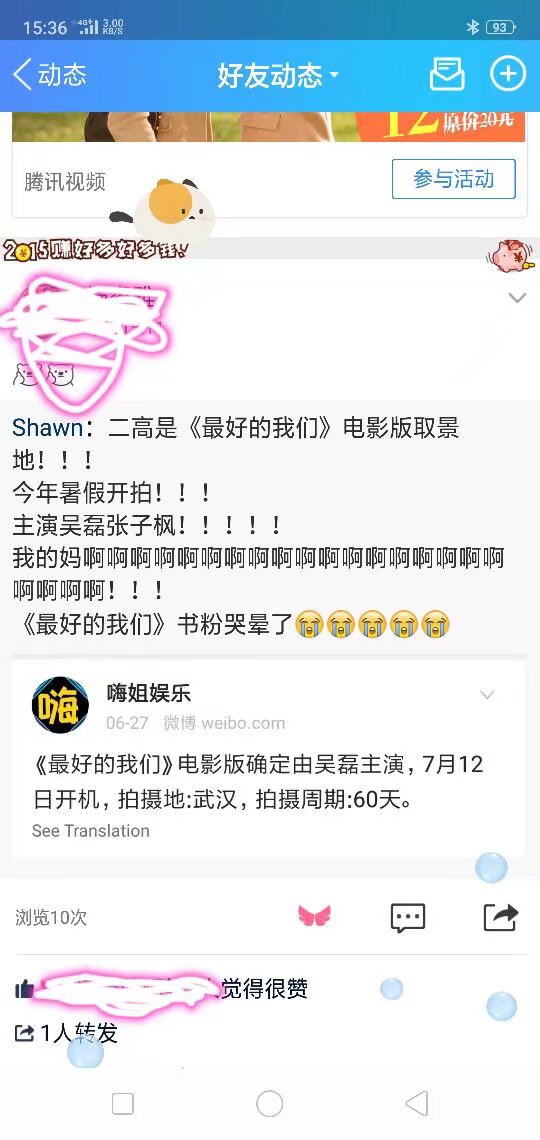 15:36 4G+ 3.00 KB/S 93
动态 好友动态
12 原价20元
腾讯视频 参与活动
2015赚好多好多钱!
Shawn：二高是《最好的我们》电影版取景
地！！！
今年暑假开拍！！！
主演吴磊张子枫！！！！！
我的妈啊啊啊啊啊啊啊啊啊啊啊啊啊啊啊啊啊啊
啊啊啊啊！！！
《最好的我们》书粉哭晕了😭😭😭😭😭
嗨
嗨姐娱乐
06-27 微博 weibo.com
《最好的我们》电影版确定由吴磊主演，7月12
日开机，拍摄地:武汉，拍摄周期:60天。
See Translation
浏览10次
觉得很赞
1人转发